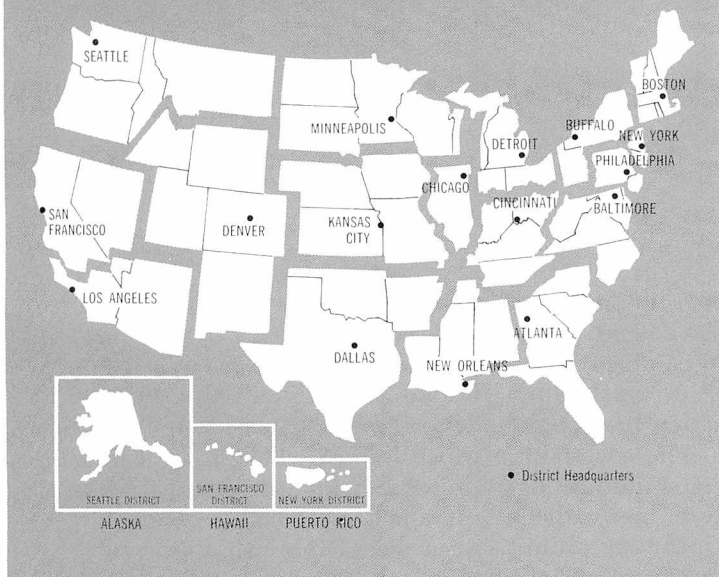 SEATTLE
BOSTON
MINNEAPOLIS
BUFFALO
NEW YORK
DETROIT
PHILADELPHIA
CHICAGO
CINCINNATI
BALTIMORE
SAN
FRANCISCO
DENVER
KANSAS
CITY
LOS ANGELES
ATLANTA
DALLAS
NEW ORLEANS
District Headquarters
SEATTLE DISTRICT
SAN FRANCISCO
DISTRICT
NEW YORK DISTRICT
ALASKA
HAWAII
PUERTO RICO